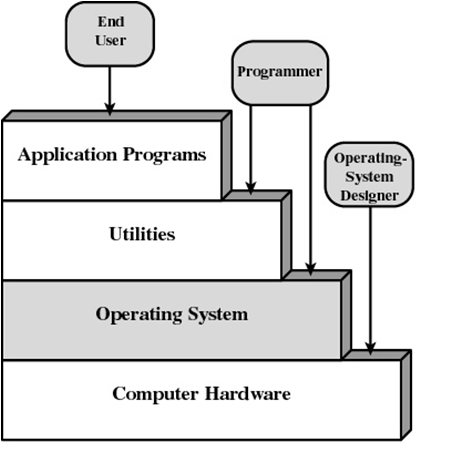 End
User
Programmer
Operating-
System
Designer
Application Programs
Utilities
Operating System
Computer Hardware